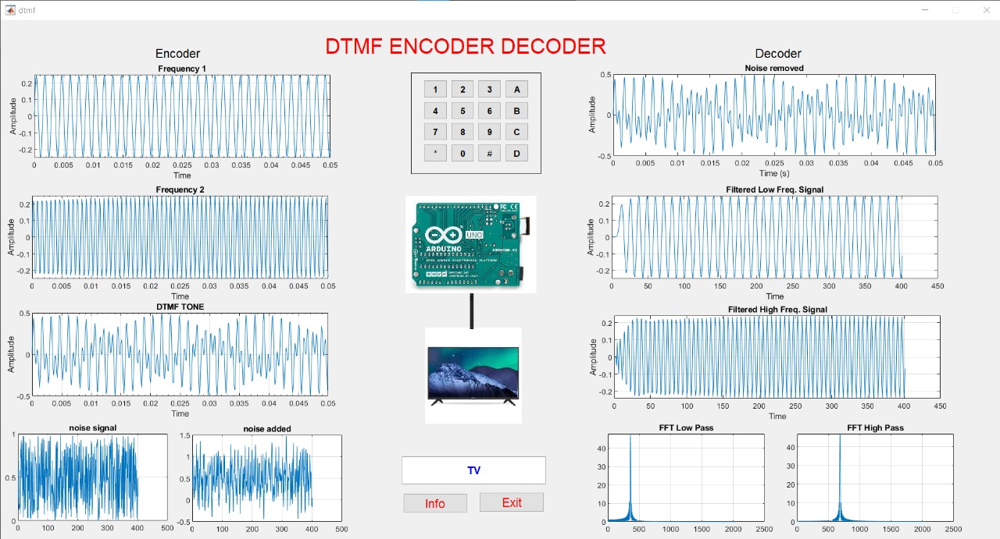 dtmf
DTMF ENCODER DECODER
Encoder
Frequency 1
Amplitude
0.2
0.1
0
-0.1
-0.2
0 0.005 0.01 0.015 0.02 0.025 0.03 0.035 0.04 0.045 0.05
Time
Frequency 2
Amplitude
0.2
0.1
0
-0.1
-0.2
0 0.005 0.01 0.015 0.02 0.025 0.03 0.035 0.04 0.045 0.05
Time
DTMF TONE
Amplitude
0.5
0
-0.5
0 0.005 0.01 0.015 0.02 0.025 0.03 0.035 0.04 0.045 0.05
Time
noise signal
1
0.5
0
0 100 200 300 400 500
noise added
1.5
1
0.5
0
-0.5
0 100 200 300 400 500
1 2 3 A
4 5 6 B
7 8 9 C
* 0 # D
UNO
ARDUINO
ARDUINO.CC
OPEN SOURCE ELECTRONICS PLATFORM
TV
Info Exit
Decoder
Noise removed
Amplitude
0.5
0
-0.5
0 0.005 0.01 0.015 0.02 0.025 0.03 0.035 0.04 0.045 0.05
Time (s)
Filtered Low Freq. Signal
Amplitude
0.2
0.1
0
-0.1
-0.2
0 50 100 150 200 250 300 350 400 450
Time
Filtered High Freq. Signal
Amplitude
0.2
0.1
0
-0.1
-0.2
0 50 100 150 200 250 300 350 400 450
Time
FFT Low Pass
40
30
20
10
0
0 500 1000 1500 2000 2500
FFT High Pass
40
30
20
10
0
0 500 1000 1500 2000 2500